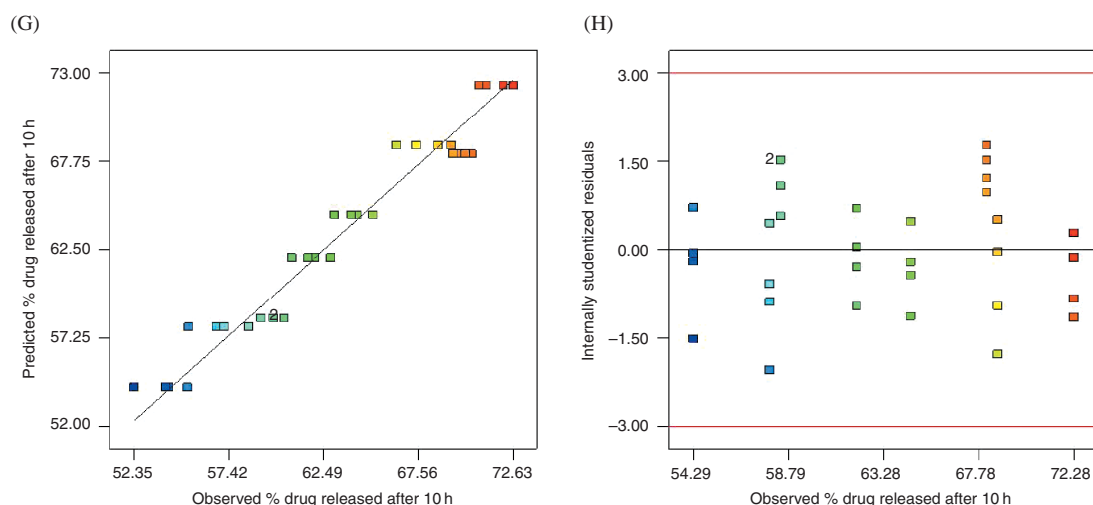 (G)
Predicted % drug released after 10 h
73.00
67.75
62.50
57.25
52.00
2
52.35 57.42 62.49 67.56 72.63
Observed % drug released after 10 h
(H)
Internally studentized residuals
3.00
1.50
0.00
−1.50
−3.00
2
54.29 58.79 63.28 67.78 72.28
Observed % drug released after 10 h